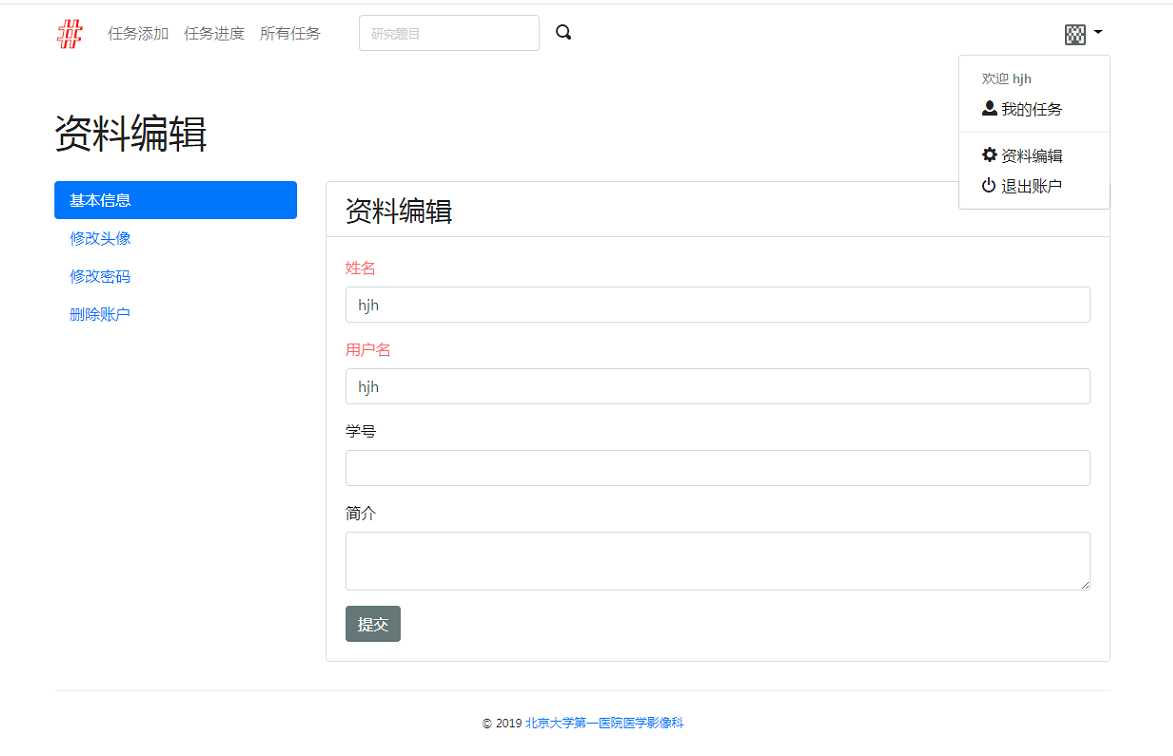 任务添加 任务进度 所有任务 研究题目
欢迎 hjh
我的任务
资料编辑
退出账户
资料编辑
基本信息
修改头像
修改密码
删除账户
资料编辑
姓名
hjh
用户名
hjh
学号
简介
提交
© 2019 北京大学第一医院医学影像科